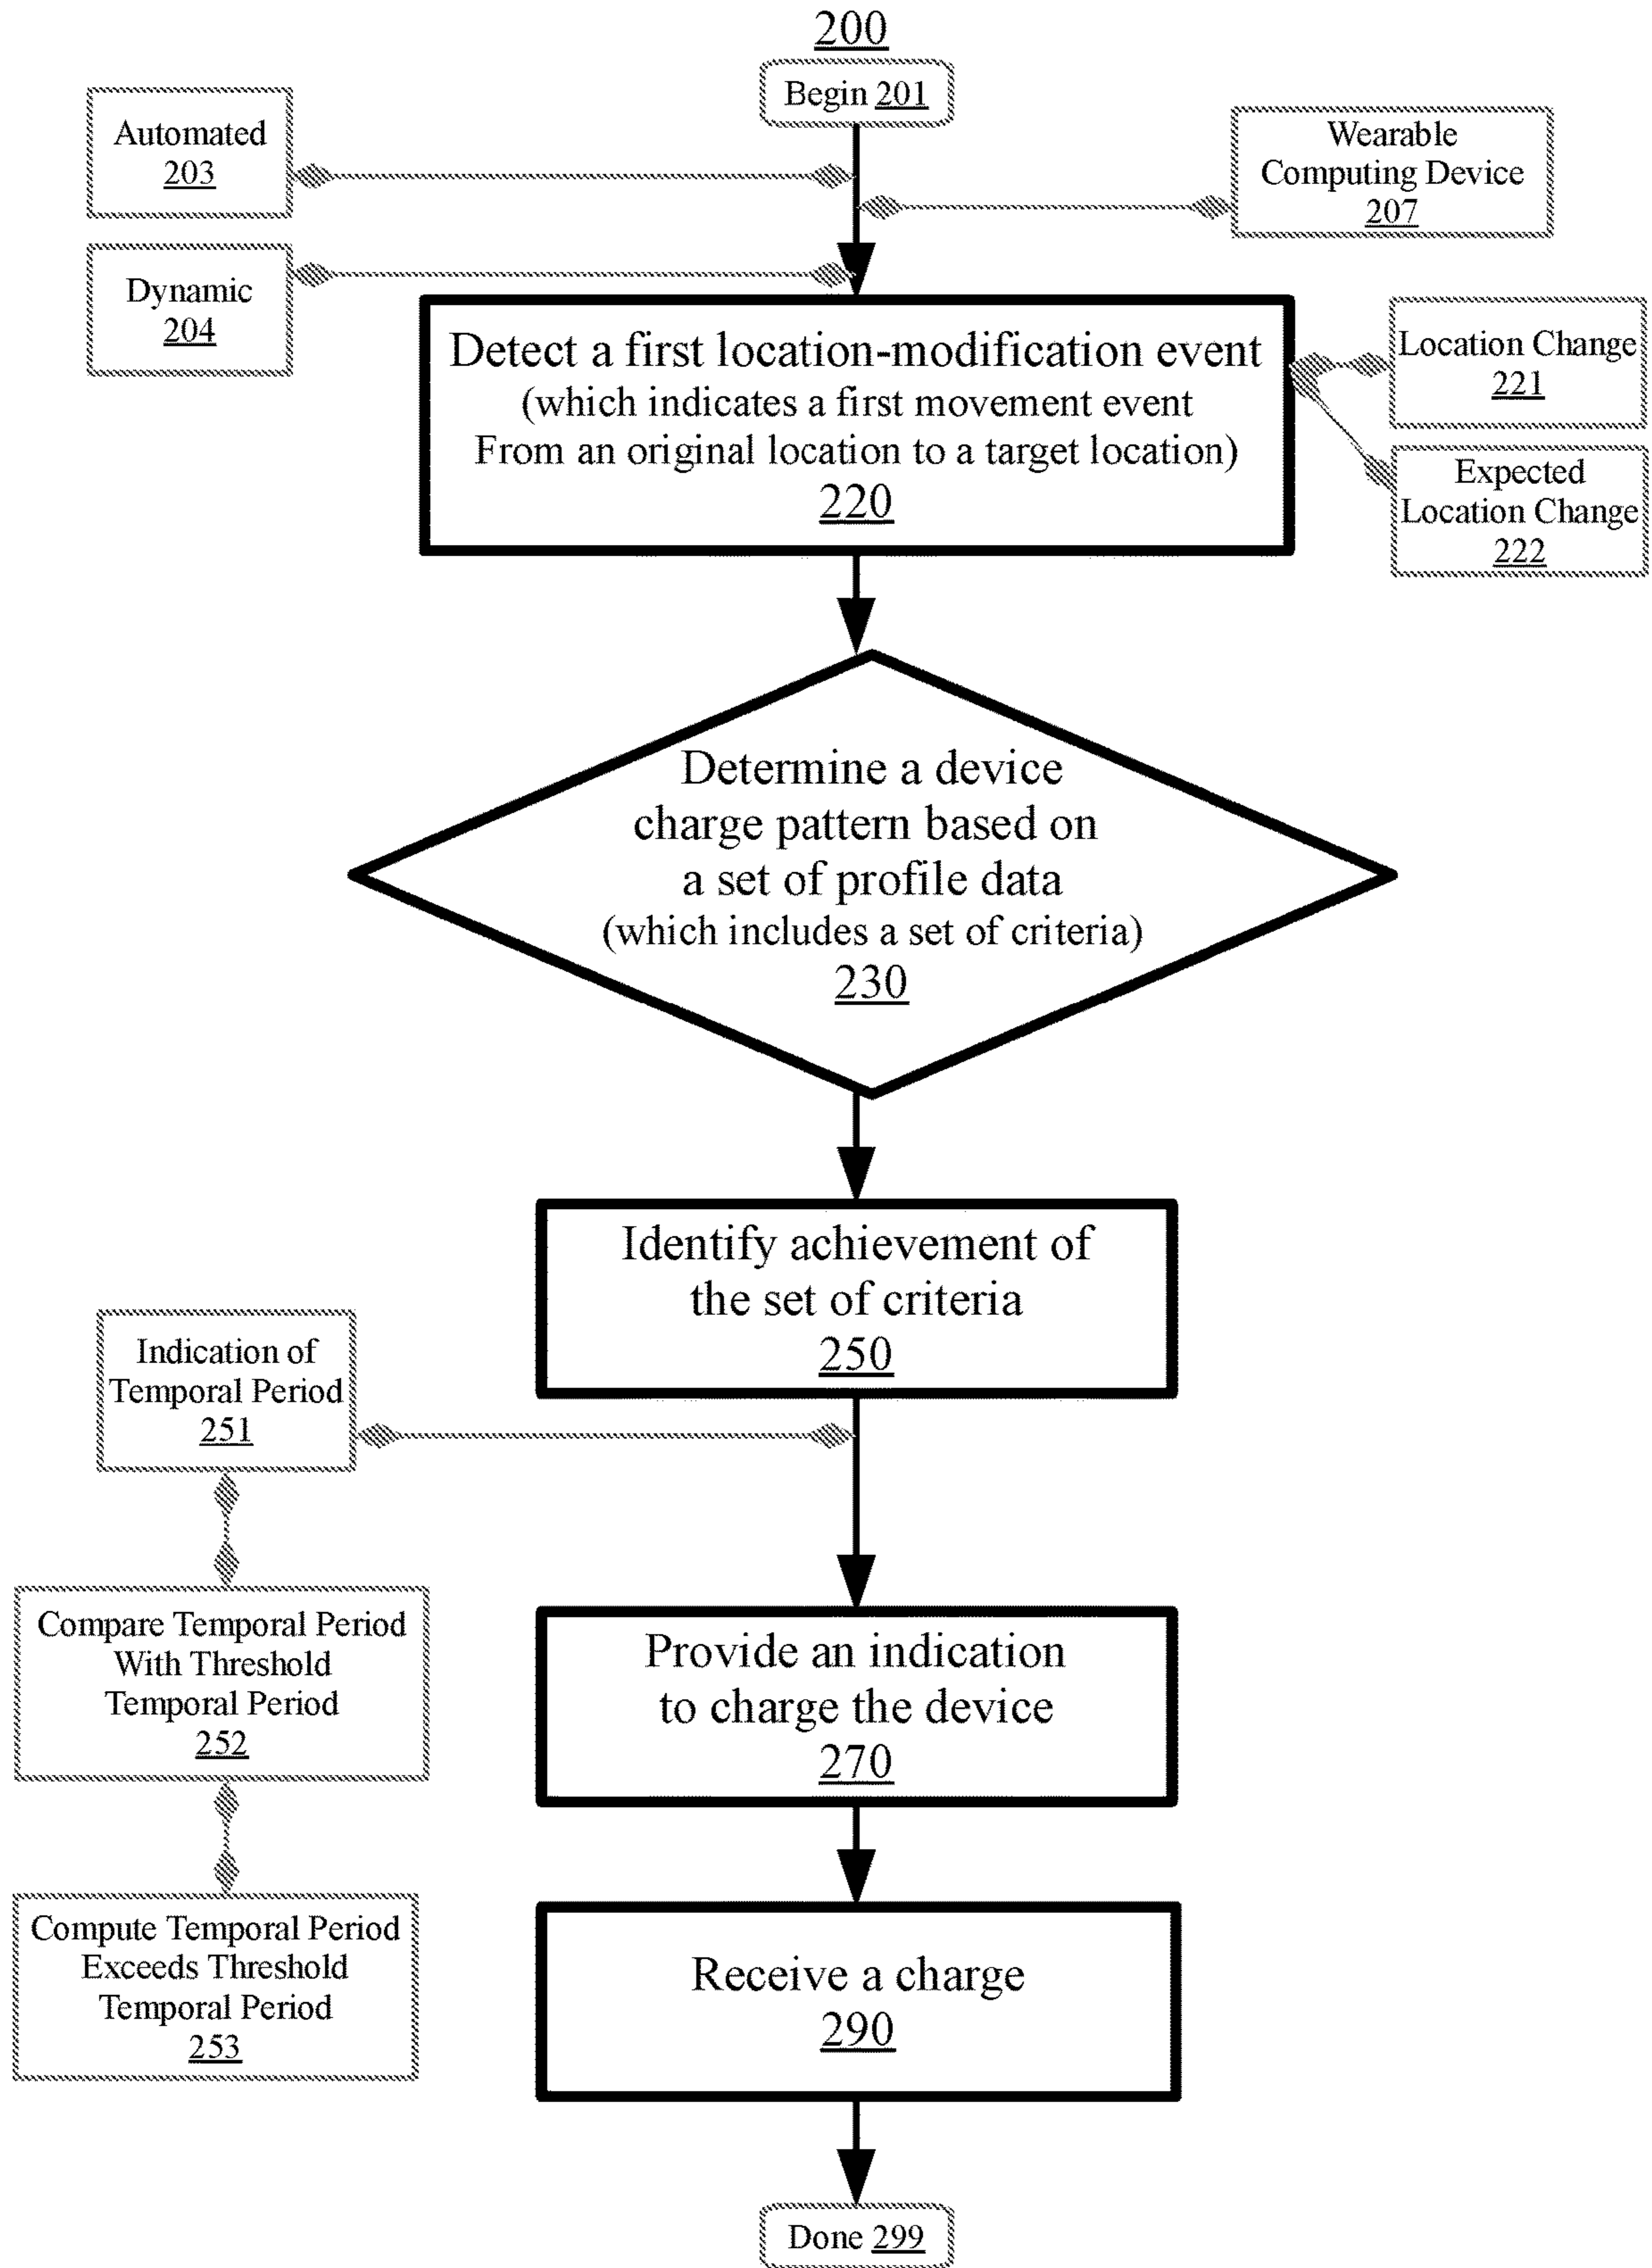 200
Begin 201
Automated
203
Wearable
Computing Device
207
Dynamic
204
Detect a first location-modification event
(which indicates a first movement event
From an original location to a target location)
220
Location Change
221
Expected
Location Change
222
Determine a device
charge pattern based on
a set of profile data
(which includes a set of criteria)
230
Identify achievement of
the set of criteria
250
Indication of
Temporal Period
251
Compare Temporal Period
With Threshold
Temporal Period
252
Provide an indication
to charge the device
270
Compute Temporal Period
Exceeds Threshold
Temporal Period
253
Receive a charge
290
Done 299